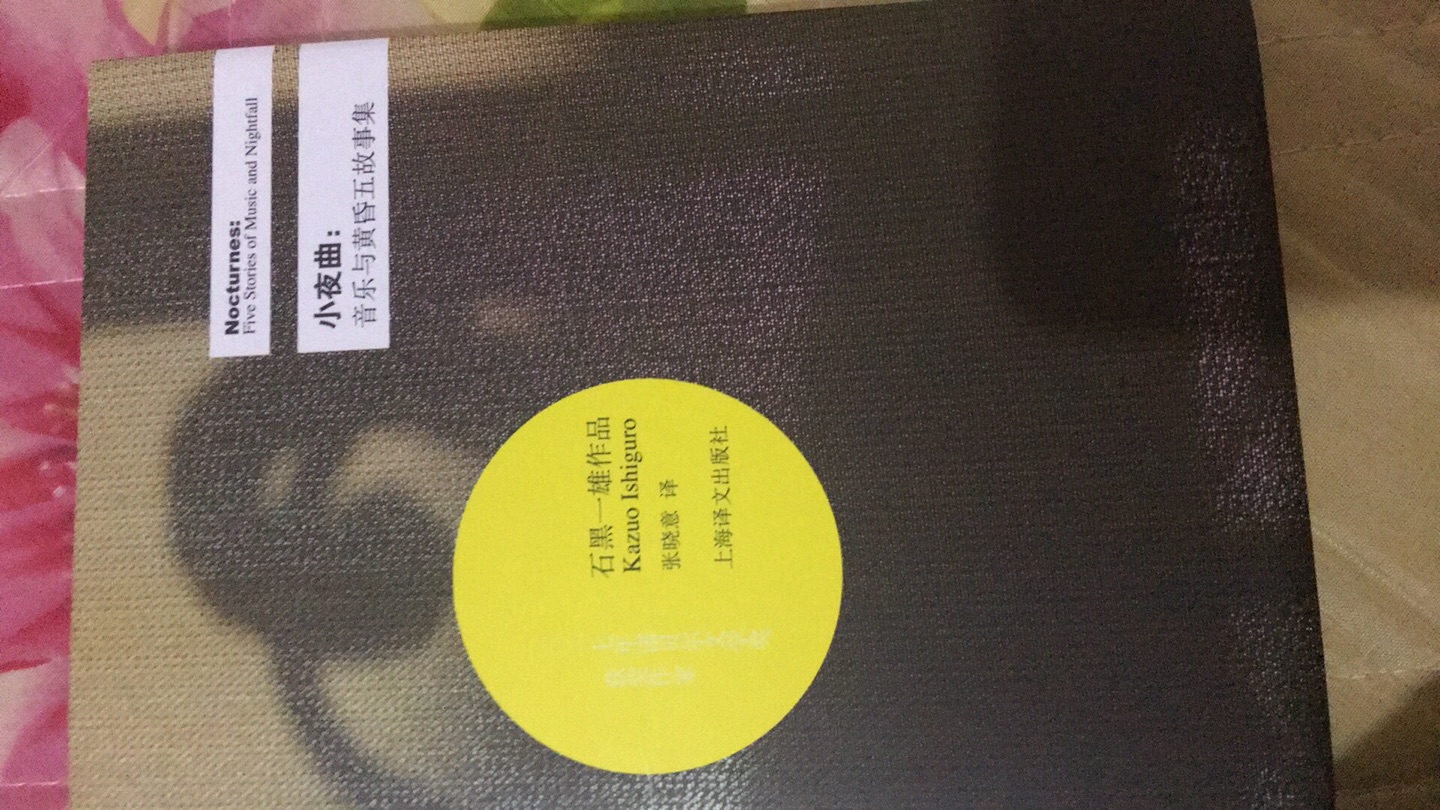 Nocturnes:
Five Stories of Music and Nightfall
小夜曲：
音乐与黄昏五故事集
石黑一雄作品
Kazuo Ishiguro
张晓意 译
上海译文出版社